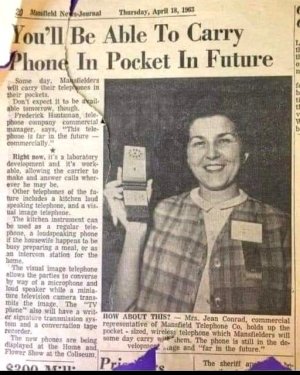 20 Mansfield News-Journal Thursday, April 18, 1963
You'll Be Able To Carry
Phone In Pocket In Future
Some day, Mansfielders
will carry their telephones in
their pockets.
Don't expect it to be avail-
able tomorrow, though.
Frederick Huntsman, tele-
phone company commercial
manager, says, "This tele-
phone is far in the future —
commercially."
Right now, it's a laboratory
development and it's work-
able, allowing the carrier to
make and answer calls wher-
ever he may be.
Other telephones of the fu-
ture includes a kitchen loud
speaking telephone, and a vis-
ual image telephone.
The kitchen instrument can
be used as a regular tele-
phone, a loudspeaking phone
if the housewife happens to be
busy preparing a meal, or as
an intercom station for the
home.
The visual image telephone
allows the parties to converse
by way of a microphone and
loud speaker while a minia-
ture television camera trans-
mits the image. The "TV
phone" also will have a writ-
er signature transmission sys-
tem and a conversation tape
recorder.
The new phones are being
displayed at the Home and
Flower Show at the Coliseum.
HOW ABOUT THIS? — Mrs. Jean Conrad, commercial
representative of Mansfield Telephone Co. holds up the
pocket - sized, wireless telephone which Mansfielders will
some day carry with them. The phone is still in the de-
velopment stage and "far in the future."
The sheriff